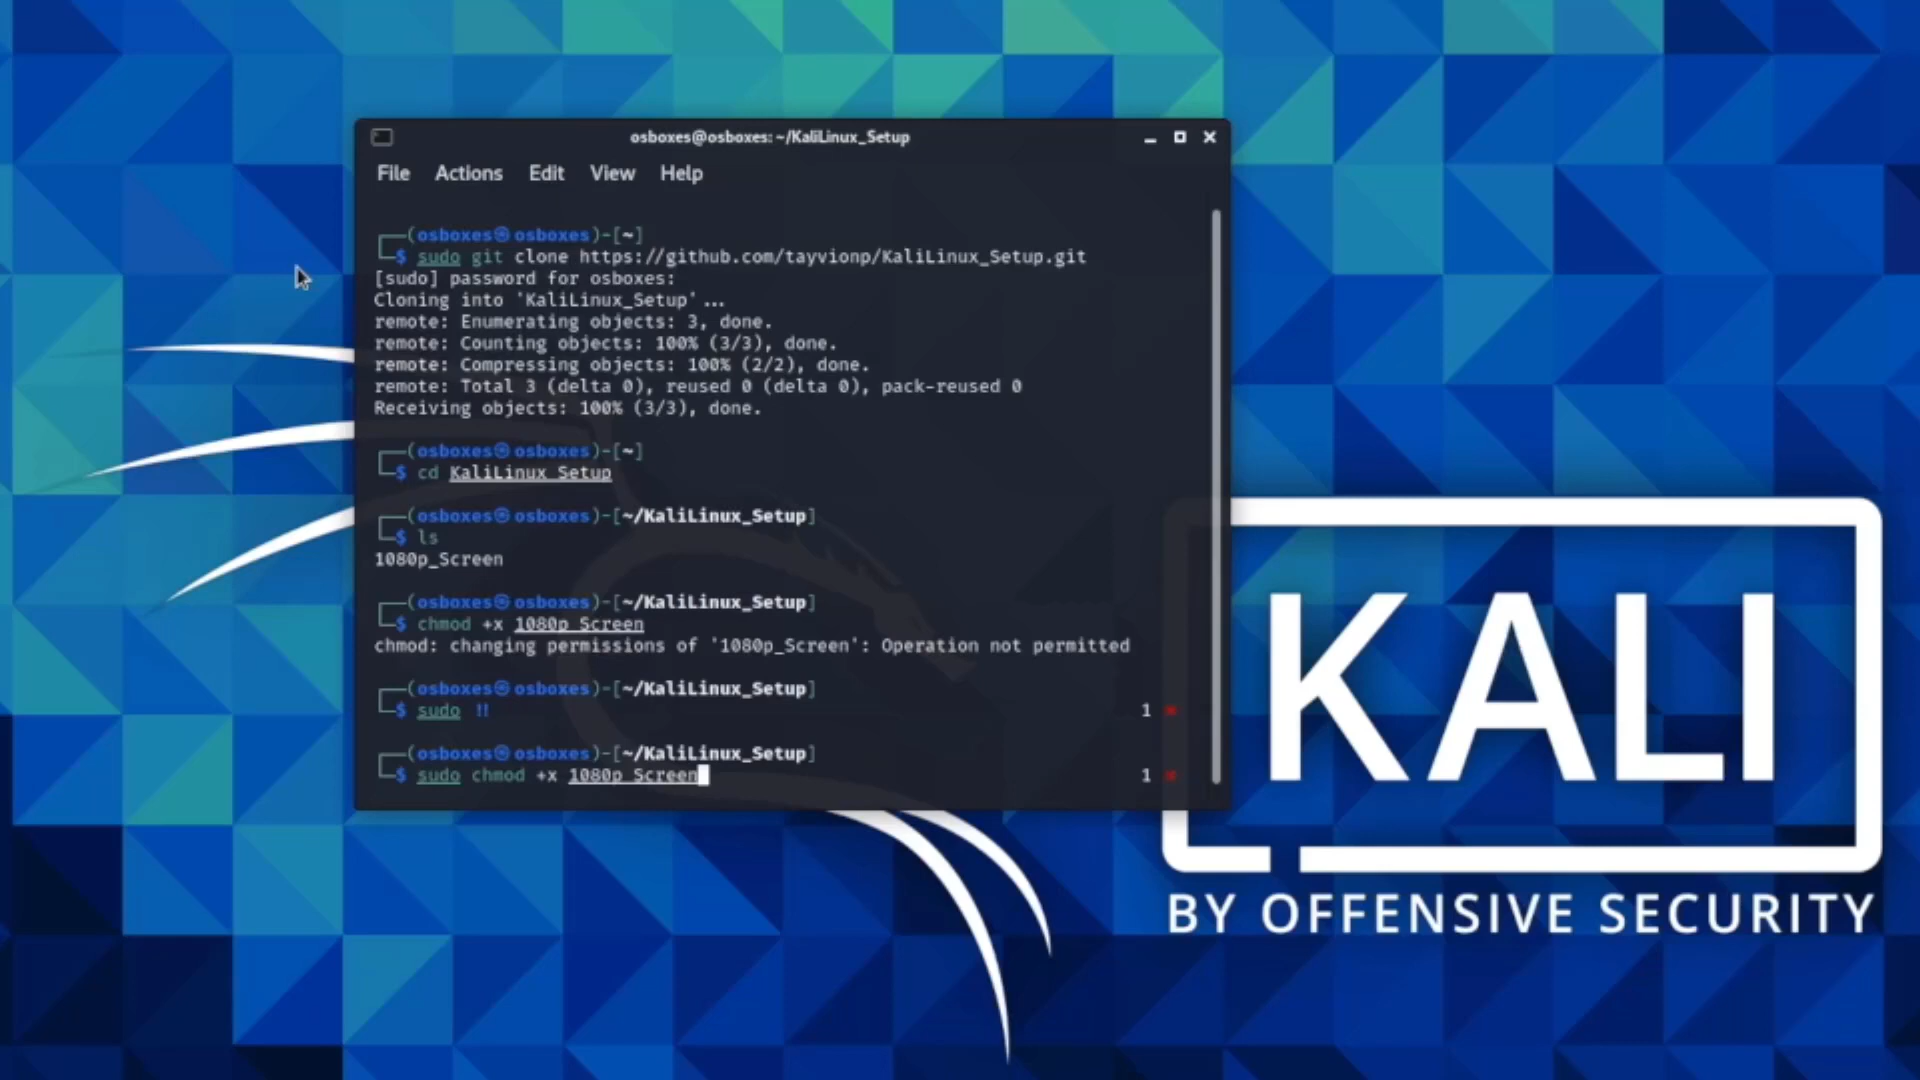 osboxes@osboxes: ~/KaliLinux_Setup
File Actions Edit View Help
┌──(osboxes㉿osboxes)-[~]
└─$ sudo git clone https://github.com/tayvionp/KaliLinux_Setup.git
[sudo] password for osboxes:
Cloning into 'KaliLinux_Setup'...
remote: Enumerating objects: 3, done.
remote: Counting objects: 100% (3/3), done.
remote: Compressing objects: 100% (2/2), done.
remote: Total 3 (delta 0), reused 0 (delta 0), pack-reused 0
Receiving objects: 100% (3/3), done.
┌──(osboxes㉿osboxes)-[~]
└─$ cd KaliLinux_Setup
┌──(osboxes㉿osboxes)-[~/KaliLinux_Setup]
└─$ ls
1080p_Screen
┌──(osboxes㉿osboxes)-[~/KaliLinux_Setup]
└─$ chmod +x 1080p_Screen
chmod: changing permissions of '1080p_Screen': Operation not permitted
┌──(osboxes㉿osboxes)-[~/KaliLinux_Setup]
└─$ sudo !! 1 ⨯
┌──(osboxes㉿osboxes)-[~/KaliLinux_Setup]
└─$ sudo chmod +x 1080p_Screen 1 ⨯
KALI
BY OFFENSIVE SECURITY